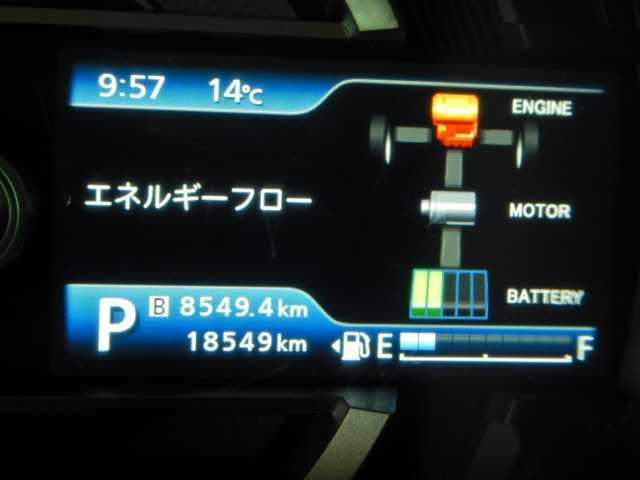 9:57 14℃
ENGINE
エネルギーフロー
MOTOR
BATTERY
P
B 8549.4km
18549km
E F